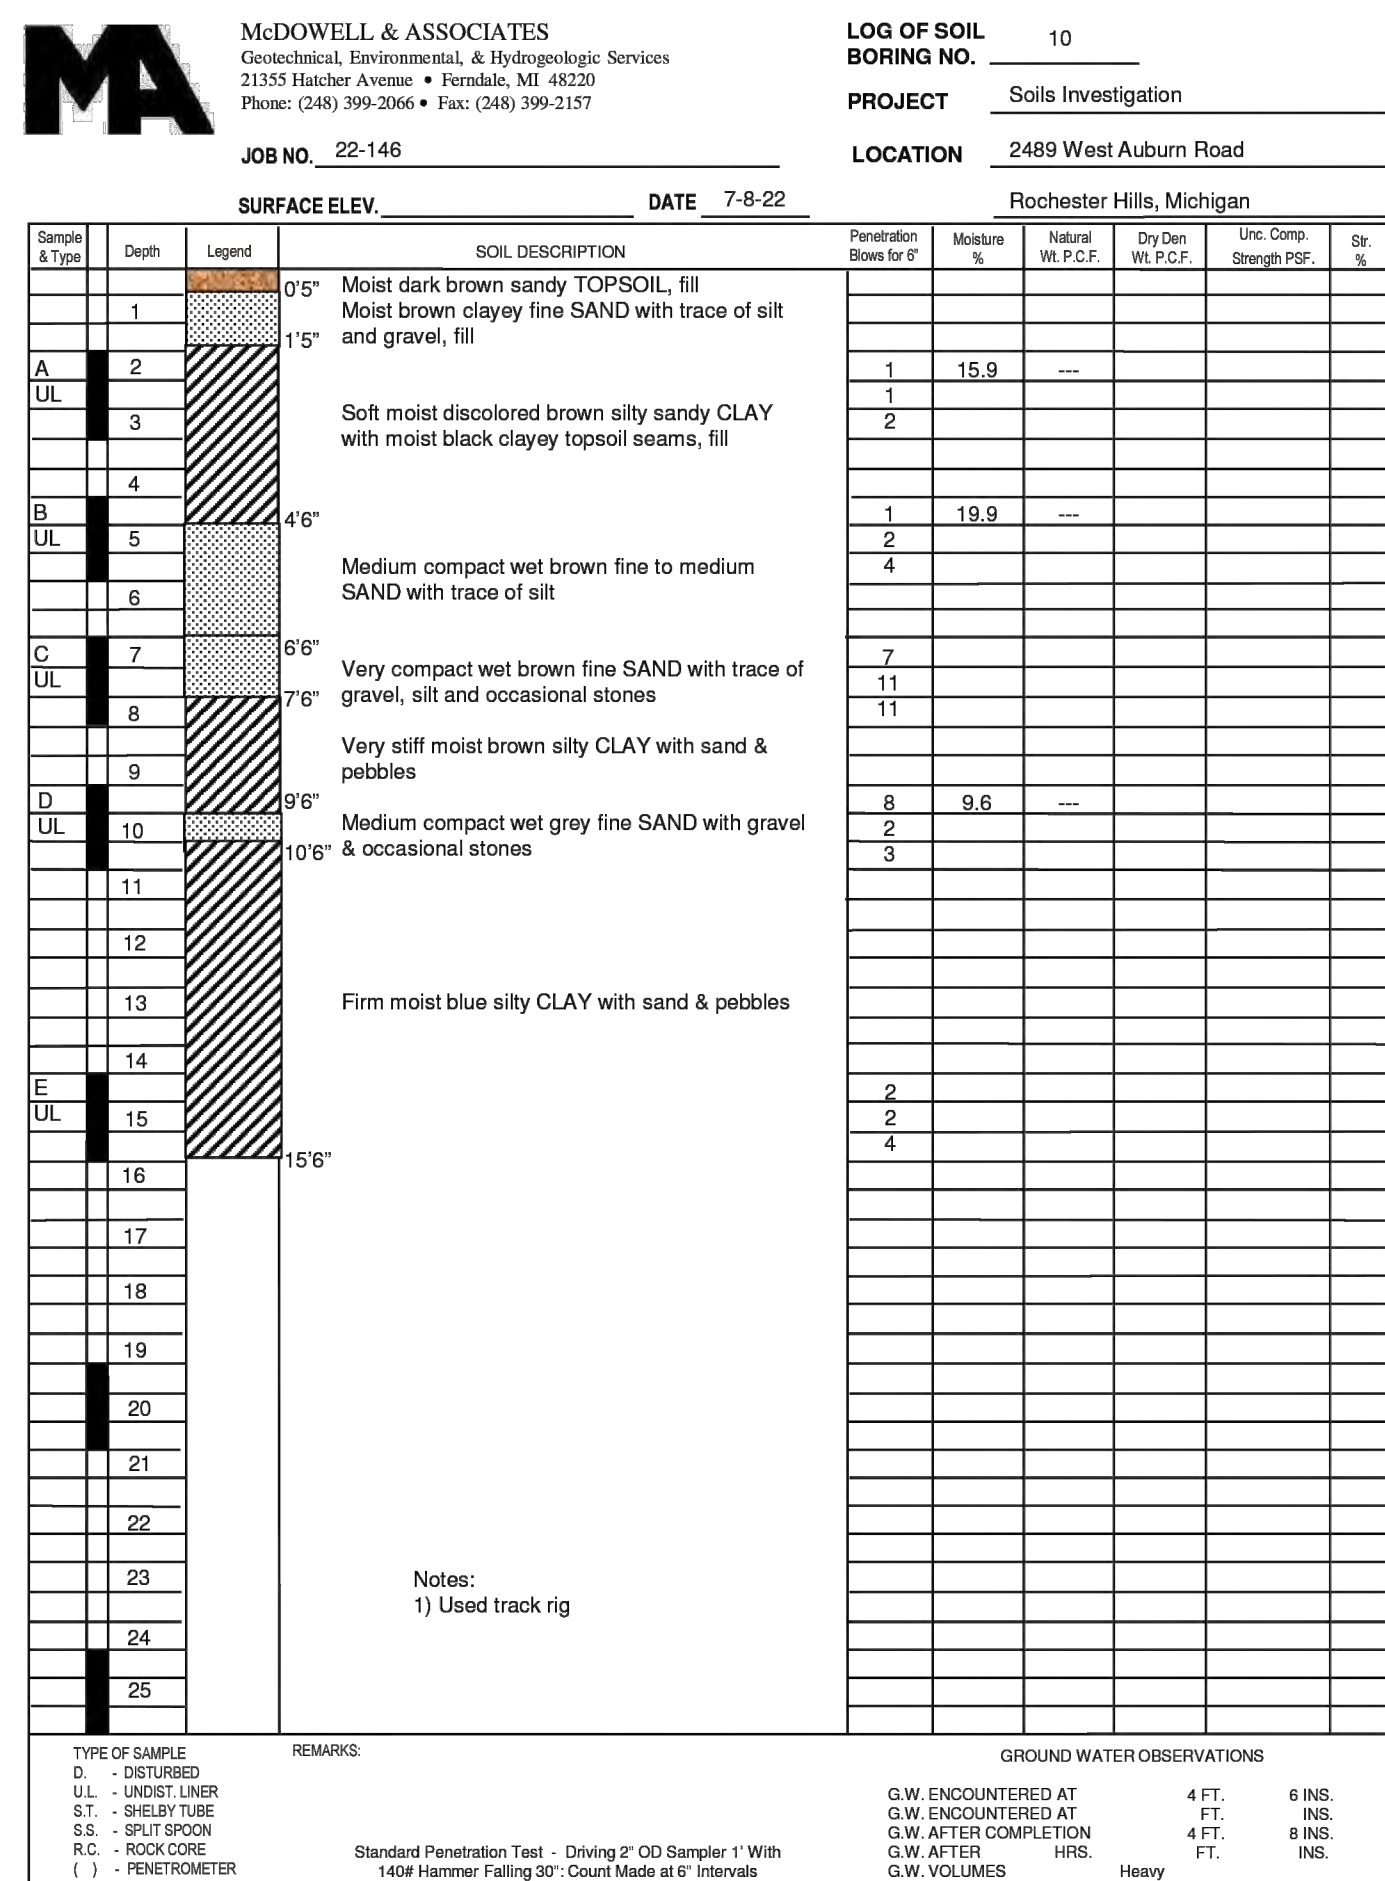 MA
McDOWELL & ASSOCIATES
Geotechnical, Environmental, & Hydrogeologic Services
21355 Hatcher Avenue • Ferndale, MI 48220
Phone: (248) 399-2066 • Fax: (248) 399-2157
LOG OF SOIL
BORING NO. 10
PROJECT Soils Investigation
JOB NO. 22-146
LOCATION 2489 West Auburn Road
SURFACE ELEV. DATE 7-8-22 Rochester Hills, Michigan
Sample & Type Depth Legend SOIL DESCRIPTION Penetration Blows for 6" Moisture % Natural Wt. P.C.F. Dry Den Wt. P.C.F. Unc. Comp. Strength PSF. Str. %
0'5" Moist dark brown sandy TOPSOIL, fill
1 Moist brown clayey fine SAND with trace of silt
1'5" and gravel, fill
A 2 1 15.9 ---
UL 1
3 Soft moist discolored brown silty sandy CLAY 2
with moist black clayey topsoil seams, fill
4
B 4'6" 1 19.9 ---
UL 5 2
Medium compact wet brown fine to medium 4
6 SAND with trace of silt
6'6"
C 7 7
UL Very compact wet brown fine SAND with trace of 11
7'6" gravel, silt and occasional stones
8 11
Very stiff moist brown silty CLAY with sand &
9 pebbles
D 9'6" 8 9.6 ---
UL 10 Medium compact wet grey fine SAND with gravel 2
10'6" & occasional stones 3
11
12
13 Firm moist blue silty CLAY with sand & pebbles
14
E 2
UL 15 2
4
15'6"
16
17
18
19
20
21
22
23 Notes:
1) Used track rig
24
25
TYPE OF SAMPLE
D. - DISTURBED
U.L. - UNDIST. LINER
S.T. - SHELBY TUBE
S.S. - SPLIT SPOON
R.C. - ROCK CORE
( ) - PENETROMETER
REMARKS:
Standard Penetration Test - Driving 2" OD Sampler 1' With
140# Hammer Falling 30": Count Made at 6" Intervals
GROUND WATER OBSERVATIONS
G.W. ENCOUNTERED AT 4 FT. 6 INS.
G.W. ENCOUNTERED AT FT. INS.
G.W. AFTER COMPLETION 4 FT. 8 INS.
G.W. AFTER HRS. FT. INS.
G.W. VOLUMES Heavy